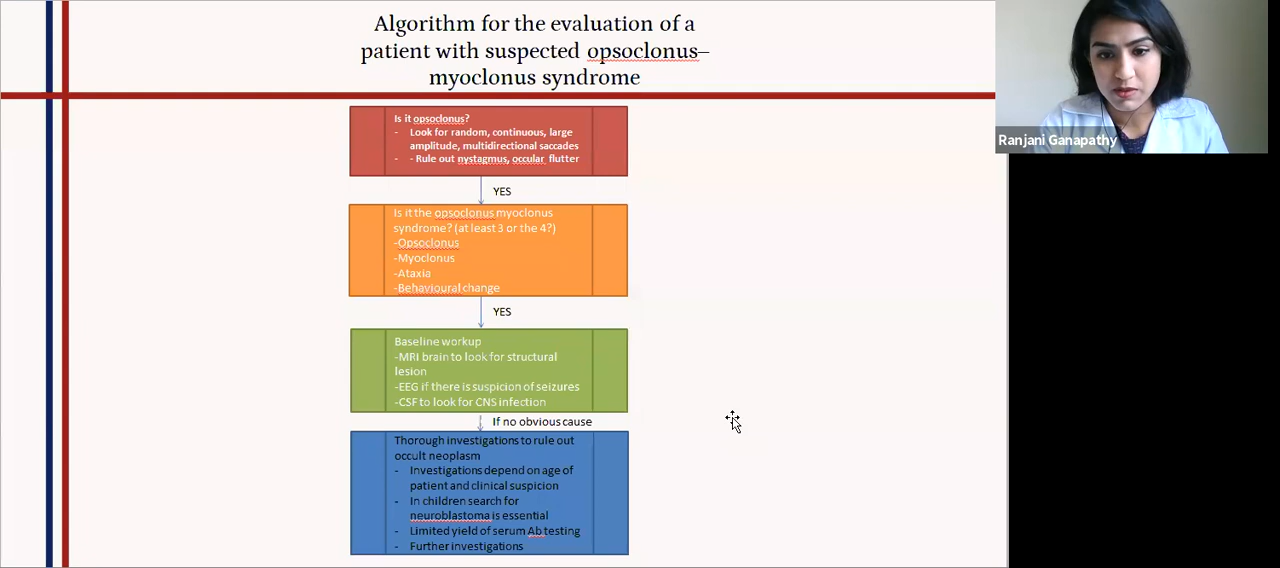 Algorithm for the evaluation of a
patient with suspected opsoclonus–
myoclonus syndrome
Ranjani Ganapathy
Is it opsoclonus?
- Look for random, continuous, large
amplitude, multidirectional saccades
- - Rule out nystagmus, occular flutter
YES
Is it the opsoclonus myoclonus
syndrome? (at least 3 or the 4?)
-Opsoclonus
-Myoclonus
-Ataxia
-Behavioural change
YES
Baseline workup
-MRI brain to look for structural
lesion
-EEG if there is suspicion of seizures
-CSF to look for CNS infection
If no obvious cause
Thorough investigations to rule out
occult neoplasm
- Investigations depend on age of
patient and clinical suspicion
- In children search for
neuroblastoma is essential
- Limited yield of serum Ab testing
- Further investigations